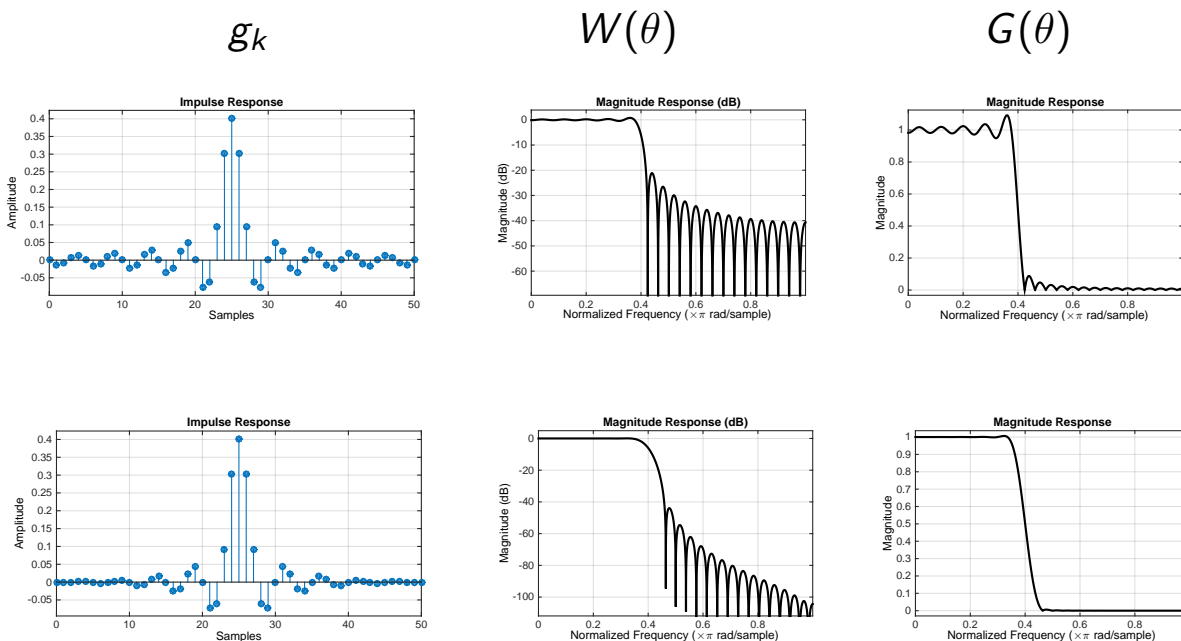 g_k W(θ) G(θ)
Impulse Response
0.4
0.35
0.3
0.25
0.2
0.15
0.1
0.05
0
-0.05
Amplitude
0 10 20 30 40 50
Samples
Magnitude Response (dB)
0
-10
-20
-30
-40
-50
-60
Magnitude (dB)
0 0.2 0.4 0.6 0.8
Normalized Frequency (×π rad/sample)
Magnitude Response
1
0.8
0.6
0.4
0.2
0
Magnitude
0 0.2 0.4 0.6 0.8
Normalized Frequency (×π rad/sample)
Impulse Response
0.4
0.35
0.3
0.25
0.2
0.15
0.1
0.05
0
-0.05
Amplitude
0 10 20 30 40 50
Samples
Magnitude Response (dB)
0
-20
-40
-60
-80
-100
Magnitude (dB)
0 0.2 0.4 0.6 0.8
Normalized Frequency (×π rad/sample)
Magnitude Response
1
0.9
0.8
0.7
0.6
0.5
0.4
0.3
0.2
0.1
0
Magnitude
0 0.2 0.4 0.6 0.8
Normalized Frequency (×π rad/sample)